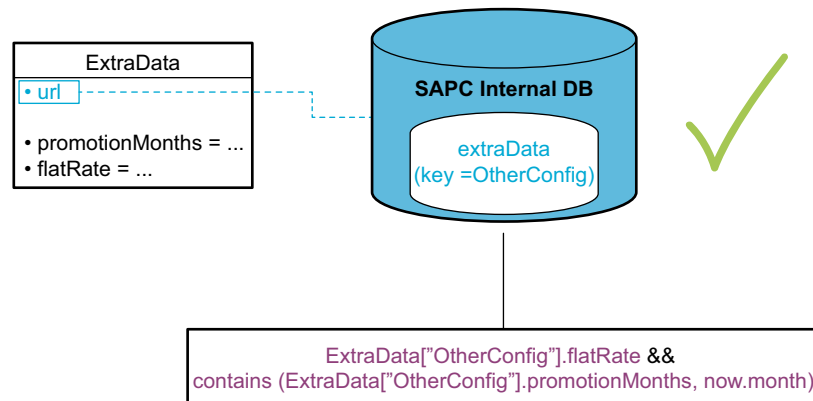 ExtraData
• url
• promotionMonths = ...
• flatRate = ...
SAPC Internal DB
extraData
(key =OtherConfig)
ExtraData["OtherConfig"].flatRate &&
contains (ExtraData["OtherConfig"].promotionMonths, now.month)